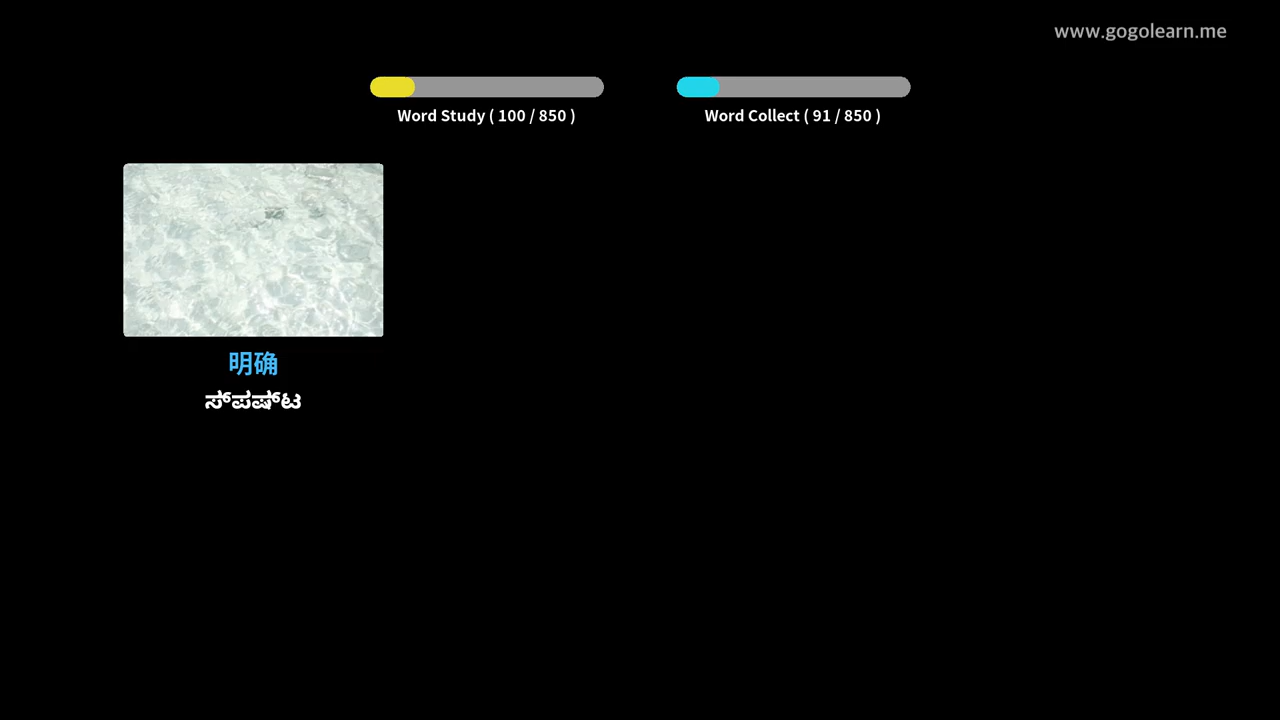 www.gogolearn.me
Word Study ( 100 / 850 )
Word Collect ( 91 / 850 )
明确
ಸ್‌ಪಷ್‌ಟ